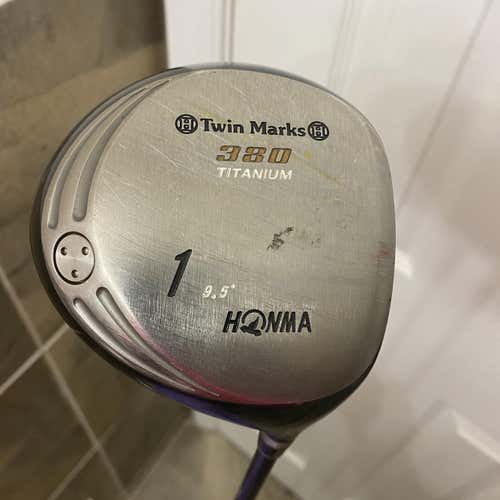 Twin Marks
380
TITANIUM
1
9.5°
HONMA